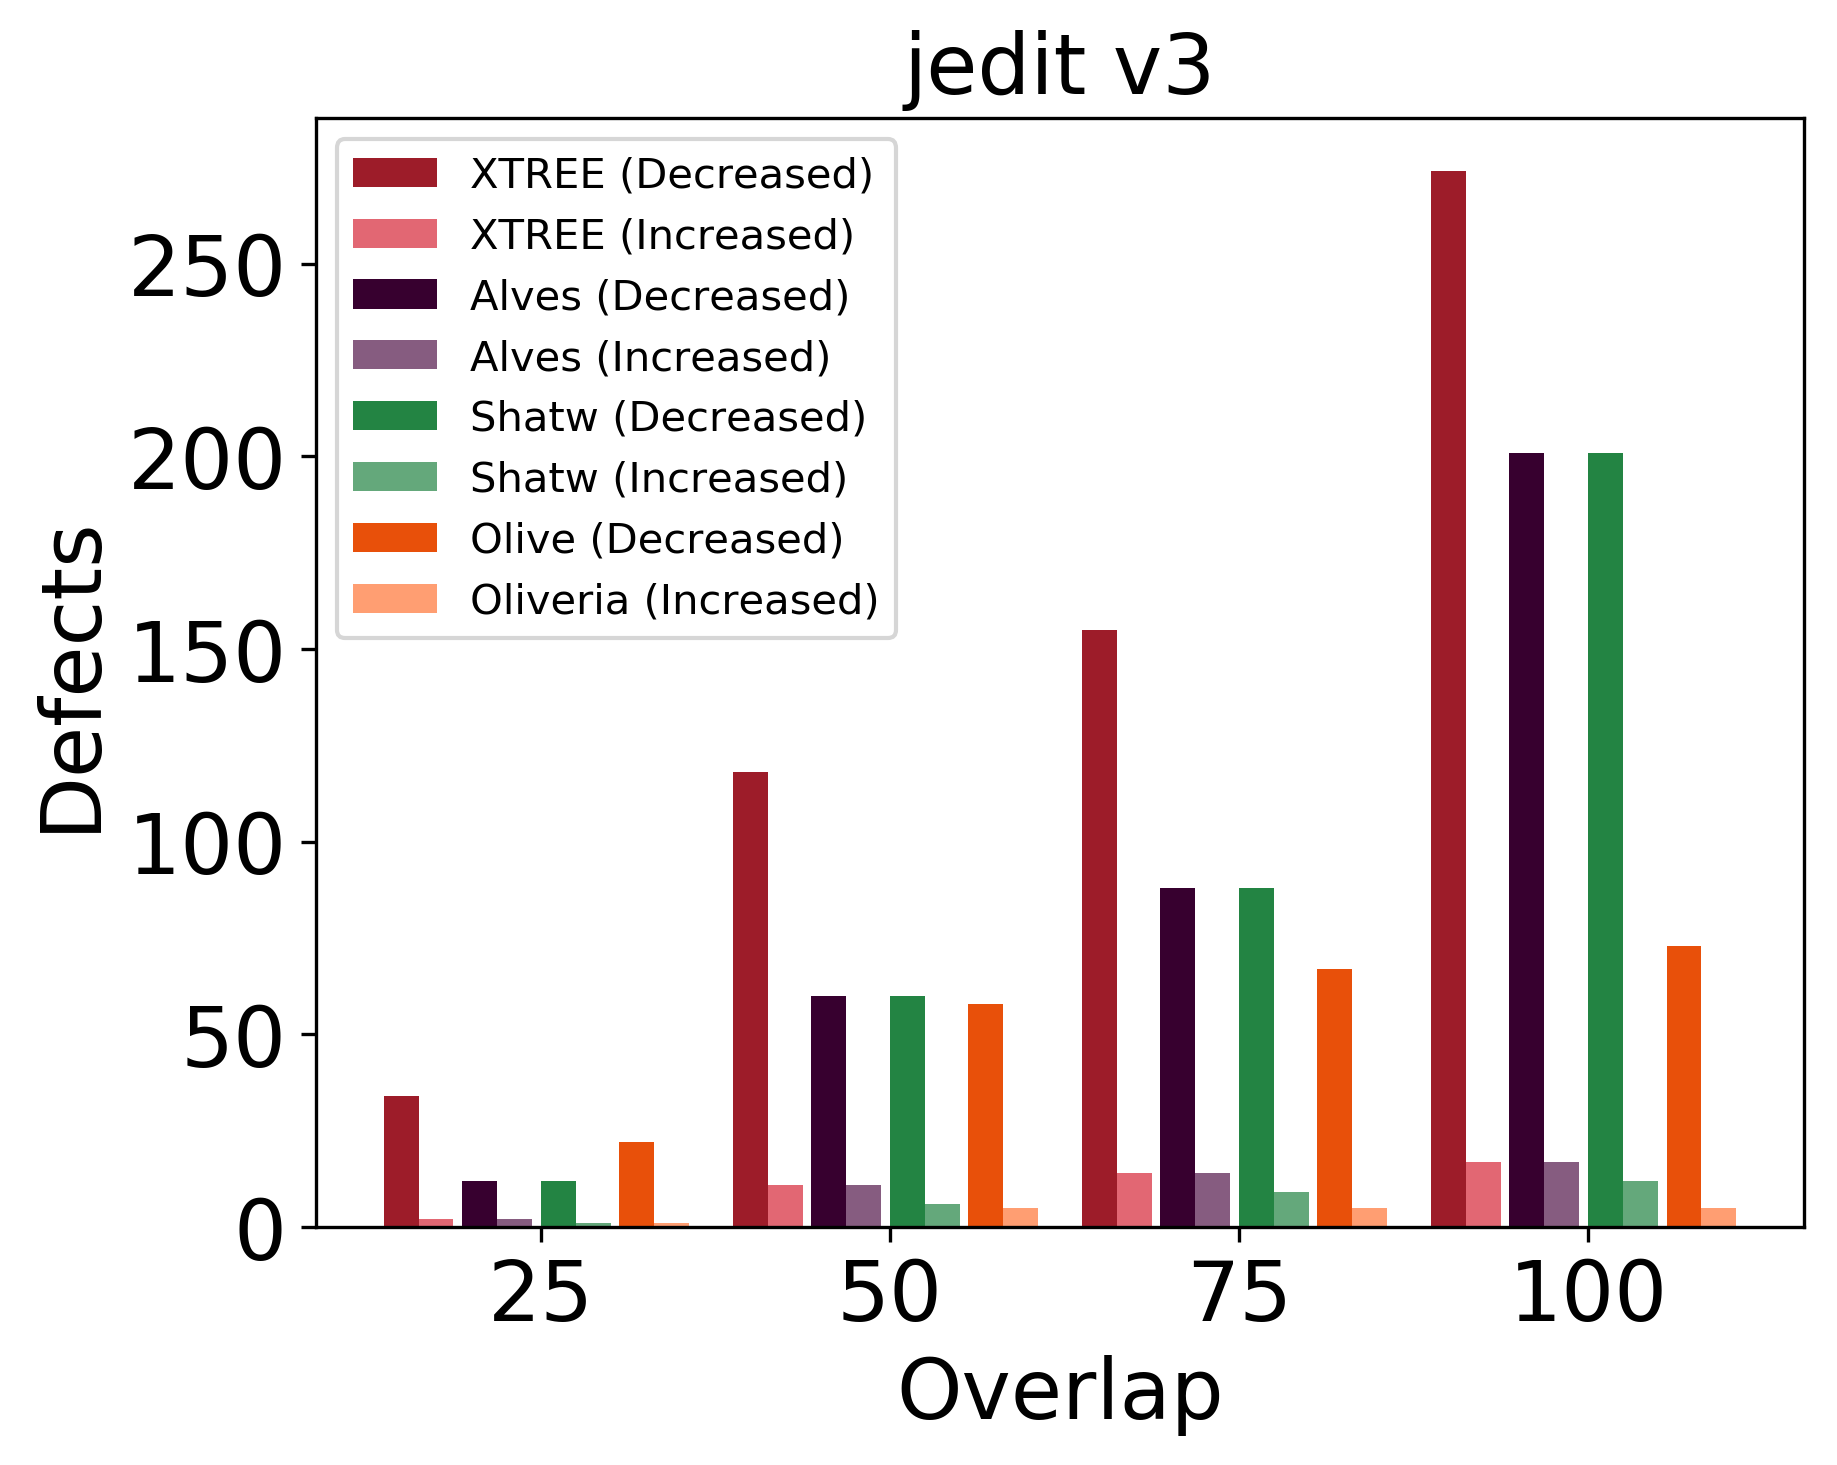 jedit v3
XTREE (Decreased)
XTREE (Increased)
Alves (Decreased)
Alves (Increased)
Shatw (Decreased)
Shatw (Increased)
Olive (Decreased)
Oliveria (Increased)
Defects
250
200
150
100
50
0
25 50 75 100
Overlap